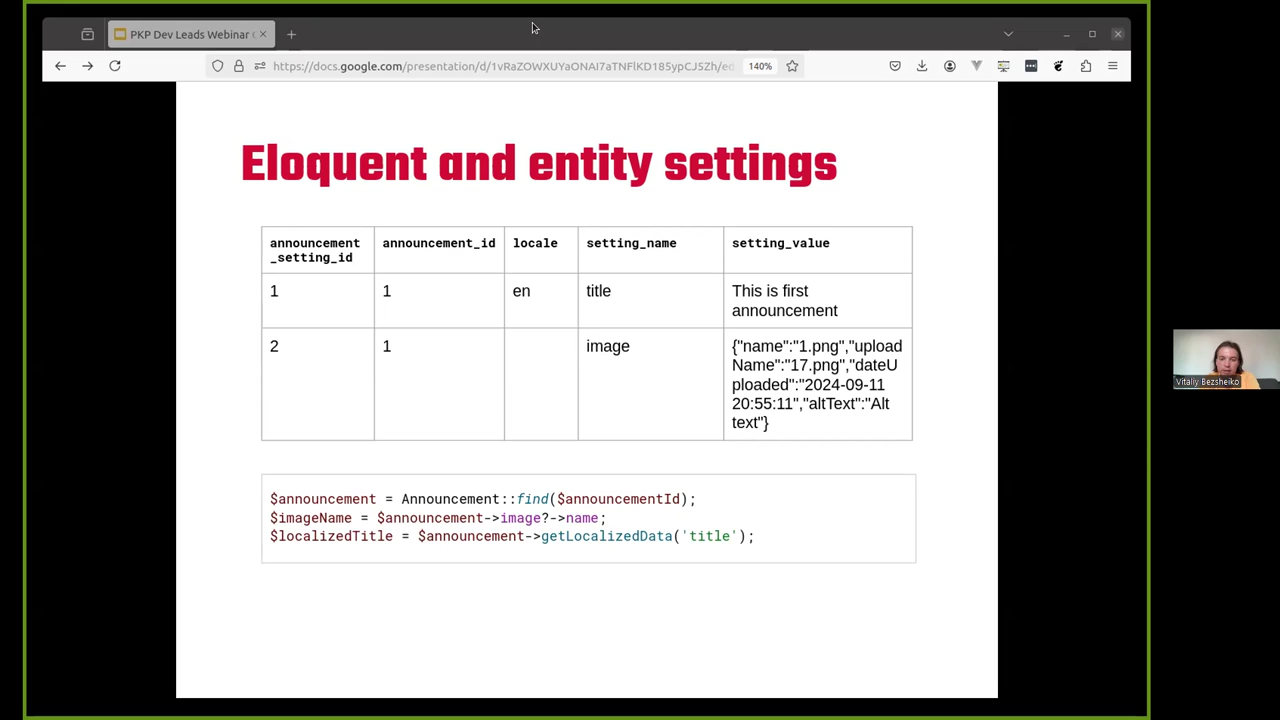 PKP Dev Leads Webinar
https://docs.google.com/presentation/d/1vRaZOWXUYaONAI7aTNFlKD185ypCJ5Zh/ed
140%
Eloquent and entity settings
announcement
_setting_id
announcement_id
locale
setting_name
setting_value
1
1
en
title
This is first
announcement
2
1
image
{"name":"1.png","upload
Name":"17.png","dateU
ploaded":"2024-09-11
20:55:11","altText":"Alt
text"}
$announcement = Announcement::find($announcementId);
$imageName = $announcement->image?->name;
$localizedTitle = $announcement->getLocalizedData('title');
Vitaliy Bezsheiko